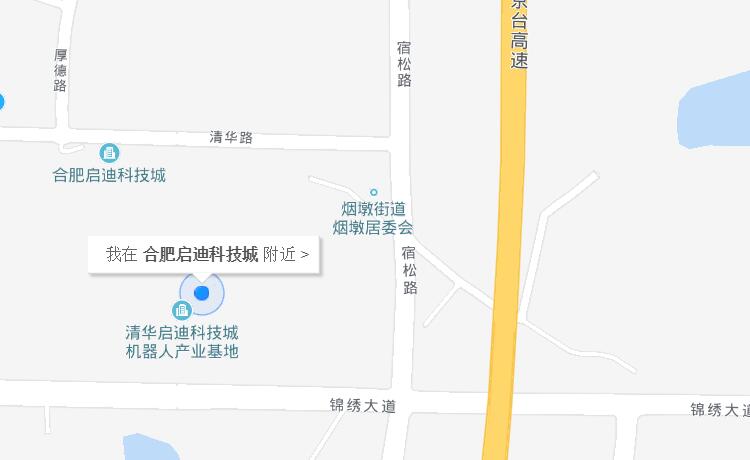 京台高速
宿松路
厚德路
清华路
合肥启迪科技城
烟墩街道
烟墩居委会
我在 合肥启迪科技城 附近 >
宿松路
清华启迪科技城
机器人产业基地
锦绣大道
锦绣大道